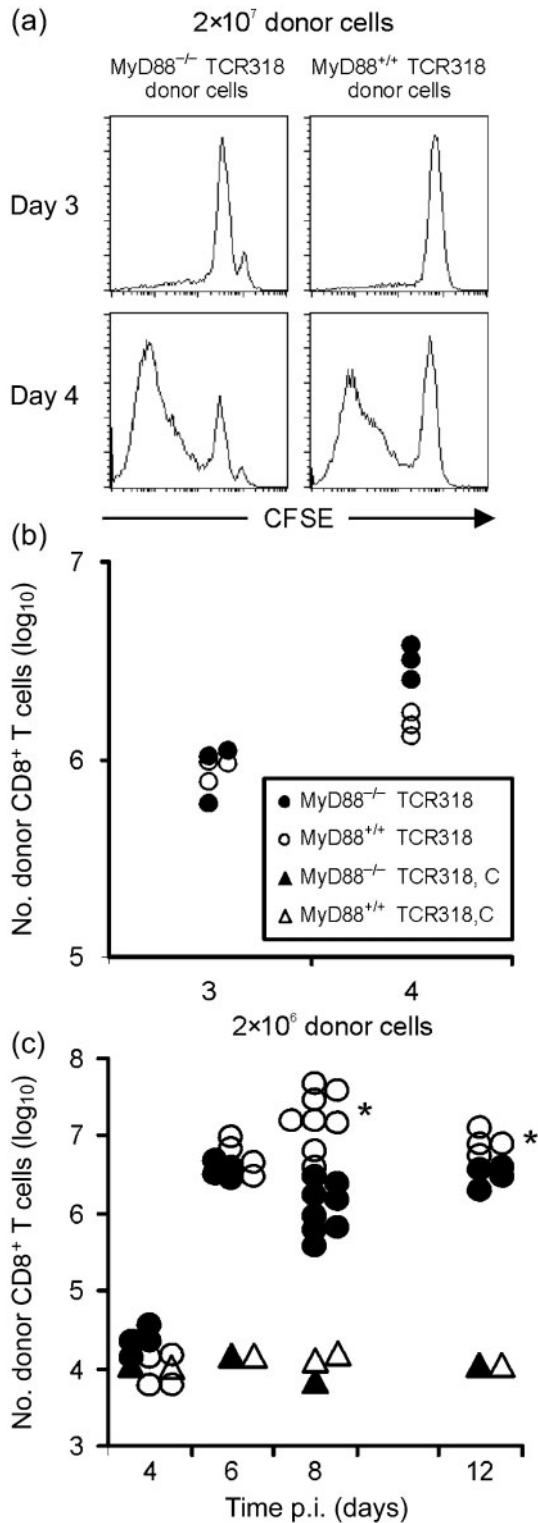 (a)
2×10⁷ donor cells
MyD88⁻/⁻ TCR318
donor cells
MyD88⁺/⁺ TCR318
donor cells
Day 3
Day 4
CFSE
(b)
No. donor CD8⁺ T cells (log₁₀)
7
6
5
MyD88⁻/⁻ TCR318
MyD88⁺/⁺ TCR318
MyD88⁻/⁻ TCR318, C
MyD88⁺/⁺ TCR318,C
3
4
(c)
2×10⁶ donor cells
No. donor CD8⁺ T cells (log₁₀)
8
7
6
5
4
3
*
*
4
6
8
12
Time p.i. (days)